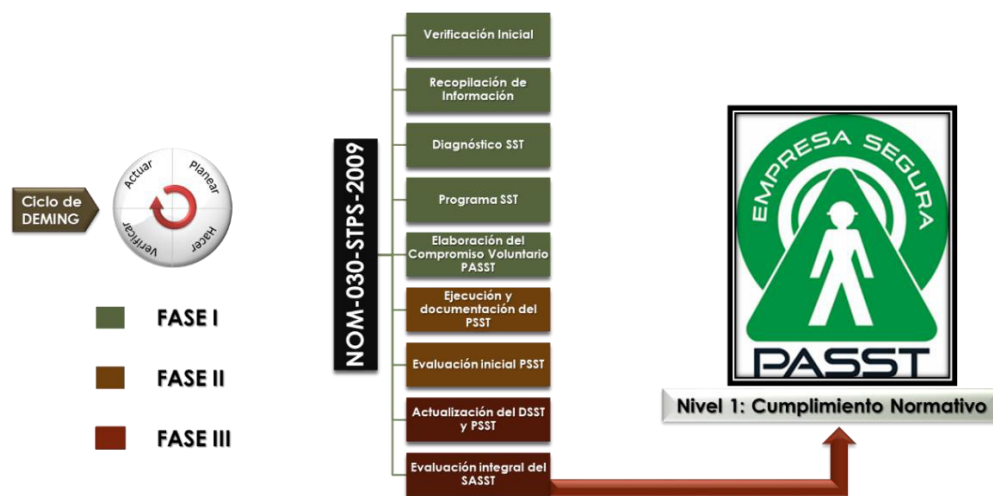 Ciclo de
DEMING
Actuar
Planear
Verificar
Hacer
FASE I
FASE II
FASE III
NOM-030-STPS-2009
Verificación Inicial
Recopilación de
Información
Diagnóstico SST
Programa SST
Elaboración del
Compromiso Voluntario
PASST
Ejecución y
documentación del
PSST
Evaluación inicial PSST
Actualización del DSST
y PSST
Evaluación integral del
SASST
EMPRESA SEGURA
PASST
Nivel 1: Cumplimiento Normativo